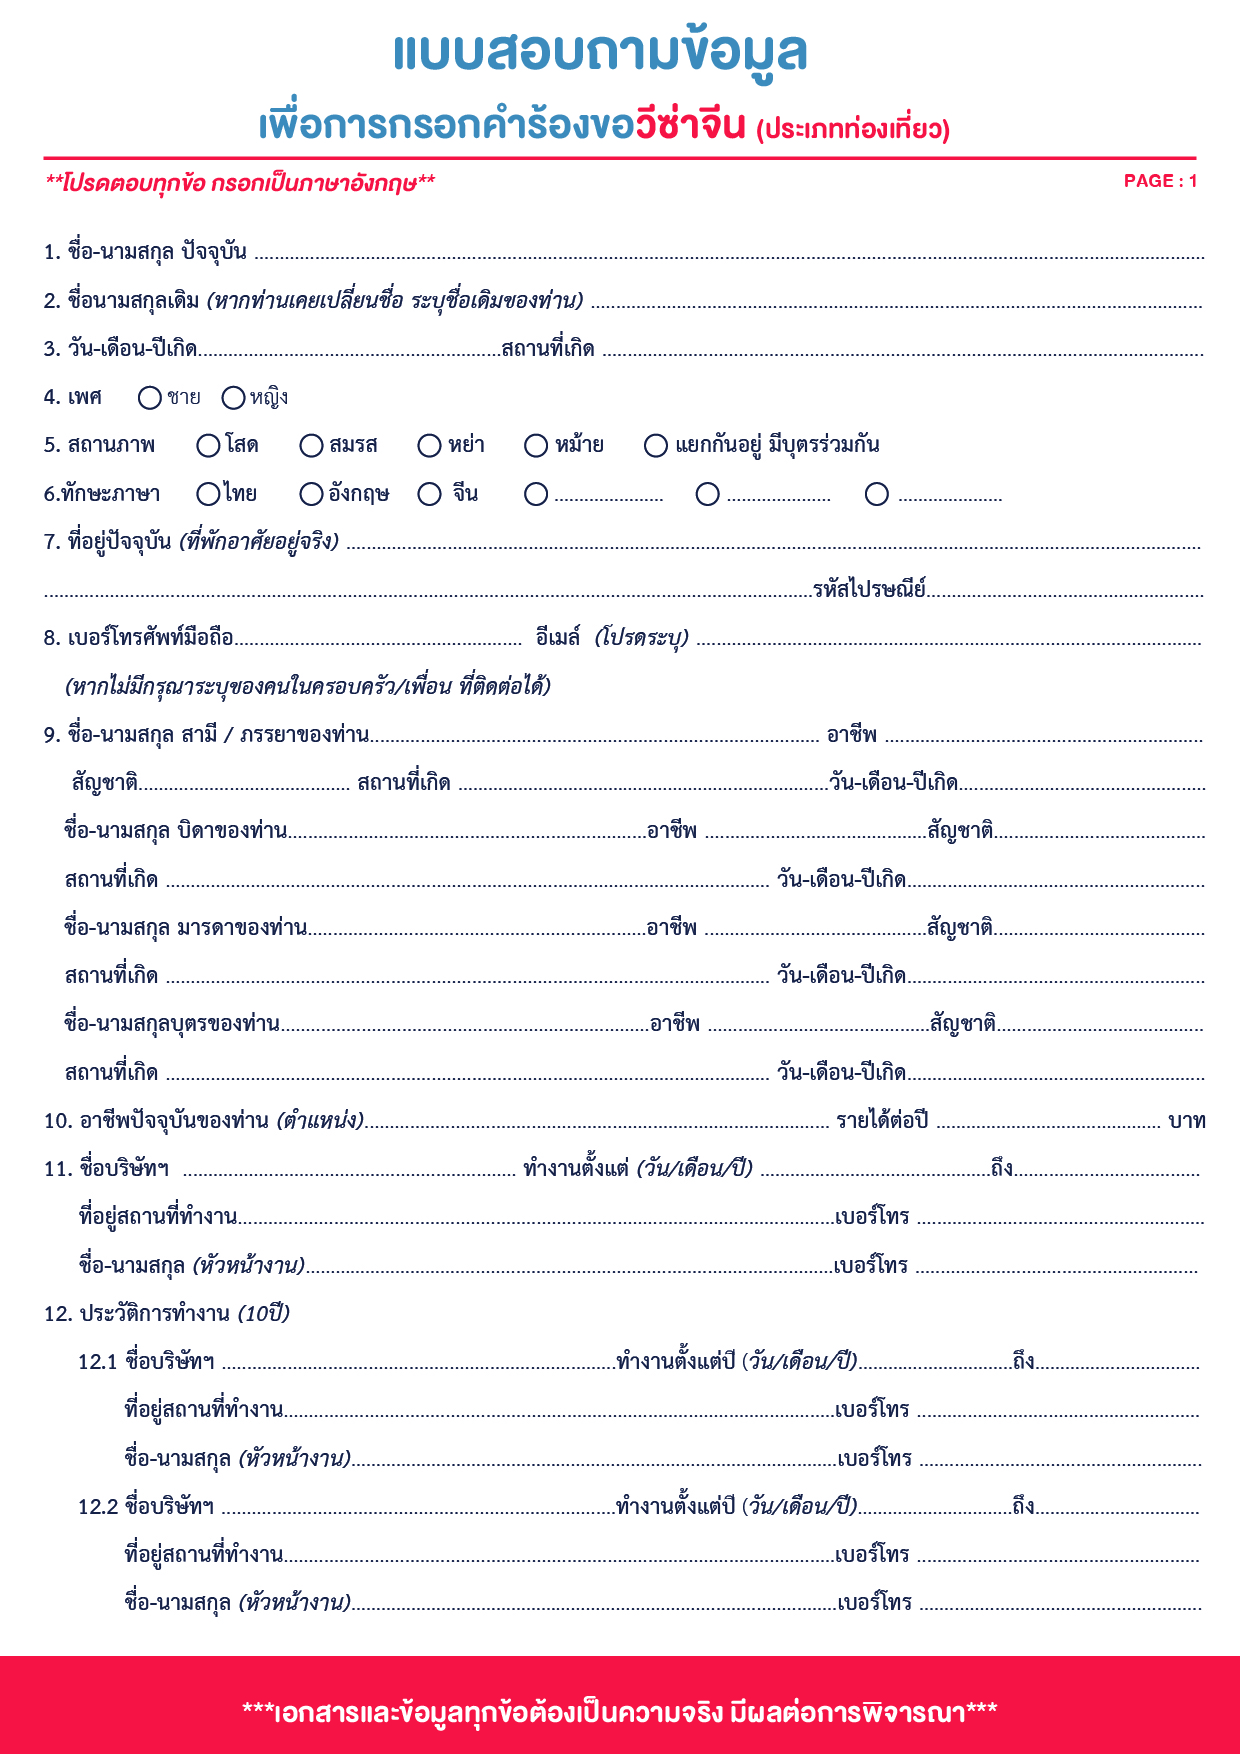 แบบสอบถามข้อมูล
เพื่อการกรอกคำร้องขอวีซ่าจีน (ประเภทท่องเที่ยว)
**โปรดตอบทุกข้อ กรอกเป็นภาษาอังกฤษ** PAGE : 1
1. ชื่อ-นามสกุล ปัจจุบัน ....................
2. ชื่อนามสกุลเดิม (หากท่านเคยเปลี่ยนชื่อ ระบุชื่อเดิมของท่าน) ....................
3. วัน-เดือน-ปีเกิด....................สถานที่เกิด ....................
4. เพศ ชาย หญิง
5. สถานภาพ โสด สมรส หย่า หม้าย แยกกันอยู่ มีบุตรร่วมกัน
6.ทักษะภาษา ไทย อังกฤษ จีน .................... .................... ....................
7. ที่อยู่ปัจจุบัน (ที่พักอาศัยอยู่จริง) ....................
....................รหัสไปรษณีย์....................
8. เบอร์โทรศัพท์มือถือ.................... อีเมล์ (โปรดระบุ) ....................
(หากไม่มีกรุณาระบุของคนในครอบครัว/เพื่อน ที่ติดต่อได้)
9. ชื่อ-นามสกุล สามี / ภรรยาของท่าน.................... อาชีพ ....................
สัญชาติ.................... สถานที่เกิด ....................วัน-เดือน-ปีเกิด....................
ชื่อ-นามสกุล บิดาของท่าน....................อาชีพ ....................สัญชาติ....................
สถานที่เกิด .................... วัน-เดือน-ปีเกิด....................
ชื่อ-นามสกุล มารดาของท่าน....................อาชีพ ....................สัญชาติ....................
สถานที่เกิด .................... วัน-เดือน-ปีเกิด....................
ชื่อ-นามสกุลบุตรของท่าน....................อาชีพ ....................สัญชาติ....................
สถานที่เกิด .................... วัน-เดือน-ปีเกิด....................
10. อาชีพปัจจุบันของท่าน (ตำแหน่ง).................... รายได้ต่อปี .................... บาท
11. ชื่อบริษัทฯ .................... ทำงานตั้งแต่ (วัน/เดือน/ปี) ....................ถึง....................
ที่อยู่สถานที่ทำงาน....................เบอร์โทร ....................
ชื่อ-นามสกุล (หัวหน้างาน)....................เบอร์โทร ....................
12. ประวัติการทำงาน (10ปี)
12.1 ชื่อบริษัทฯ ....................ทำงานตั้งแต่ปี (วัน/เดือน/ปี)....................ถึง....................
ที่อยู่สถานที่ทำงาน....................เบอร์โทร ....................
ชื่อ-นามสกุล (หัวหน้างาน)....................เบอร์โทร ....................
12.2 ชื่อบริษัทฯ ....................ทำงานตั้งแต่ปี (วัน/เดือน/ปี)....................ถึง....................
ที่อยู่สถานที่ทำงาน....................เบอร์โทร ....................
ชื่อ-นามสกุล (หัวหน้างาน)....................เบอร์โทร ....................
***เอกสารและข้อมูลทุกข้อต้องเป็นความจริง มีผลต่อการพิจารณา***